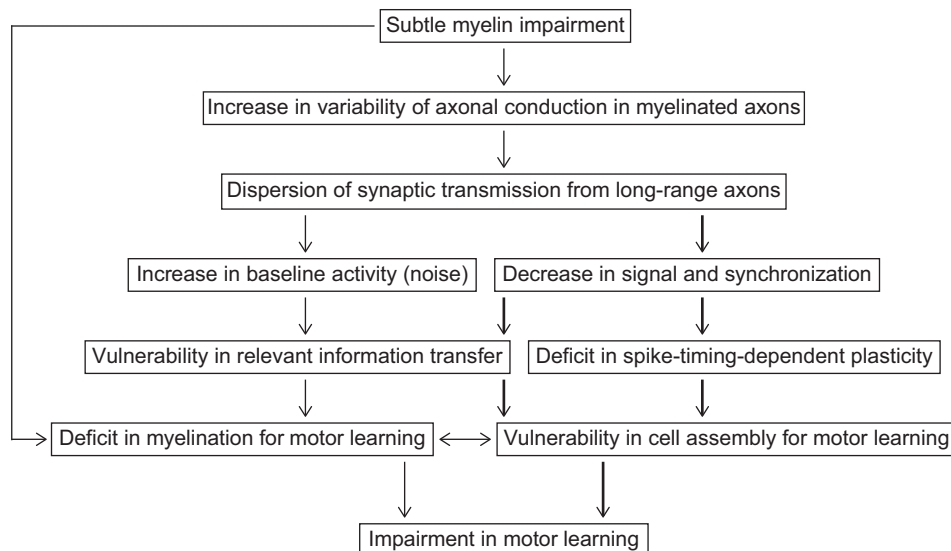 Subtle myelin impairment
Increase in variability of axonal conduction in myelinated axons
Dispersion of synaptic transmission from long-range axons
Increase in baseline activity (noise)
Decrease in signal and synchronization
Vulnerability in relevant information transfer
Deficit in spike-timing-dependent plasticity
Deficit in myelination for motor learning
Vulnerability in cell assembly for motor learning
Impairment in motor learning